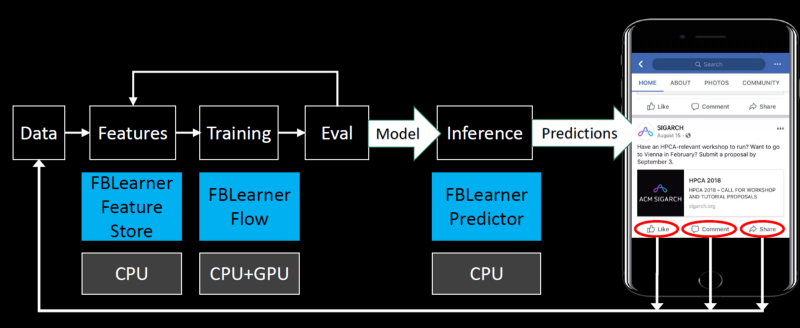 Data
Features
Training
Eval
Model
Inference
Predictions
FBLearner
Feature
Store
FBLearner
Flow
FBLearner
Predictor
CPU
CPU+GPU
CPU
Search
HOME ABOUT PHOTOS COMMUNITY
Like Comment Share
SIGARCH
August 15
Have an HPCA-relevant workshop to run? Want to go
to Vienna in February? Submit a proposal by
September 3.
ACM SIGARCH
HPCA 2018
HPCA 2018 – CALL FOR WORKSHOP
AND TUTORIAL PROPOSALS
sigarch.org
Like Comment Share